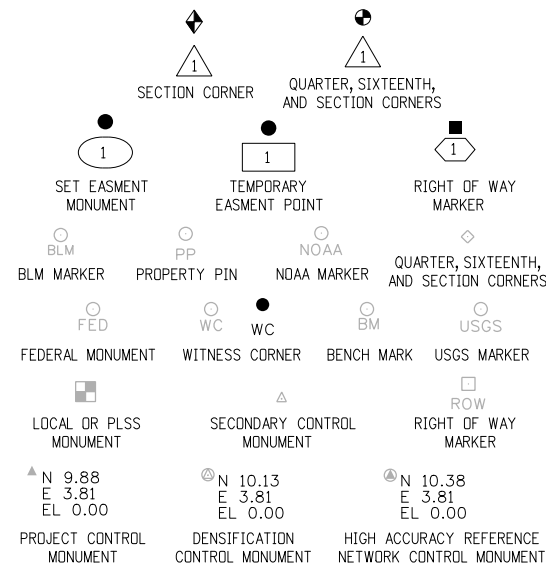 1
SECTION CORNER
1
QUARTER, SIXTEENTH,
AND SECTION CORNERS
1
SET EASMENT
MONUMENT
1
TEMPORARY
EASMENT POINT
1
RIGHT OF WAY
MARKER
BLM
BLM MARKER
PP
PROPERTY PIN
NOAA
NOAA MARKER
QUARTER, SIXTEENTH,
AND SECTION CORNERS
FED
FEDERAL MONUMENT
WC
WC
WITNESS CORNER
BM
BENCH MARK
USGS
USGS MARKER
LOCAL OR PLSS
MONUMENT
SECONDARY CONTROL
MONUMENT
ROW
RIGHT OF WAY
MARKER
N 9.88
E 3.81
EL 0.00
PROJECT CONTROL
MONUMENT
N 10.13
E 3.81
EL 0.00
DENSIFICATION
CONTROL MONUMENT
N 10.38
E 3.81
EL 0.00
HIGH ACCURACY REFERENCE
NETWORK CONTROL MONUMENT